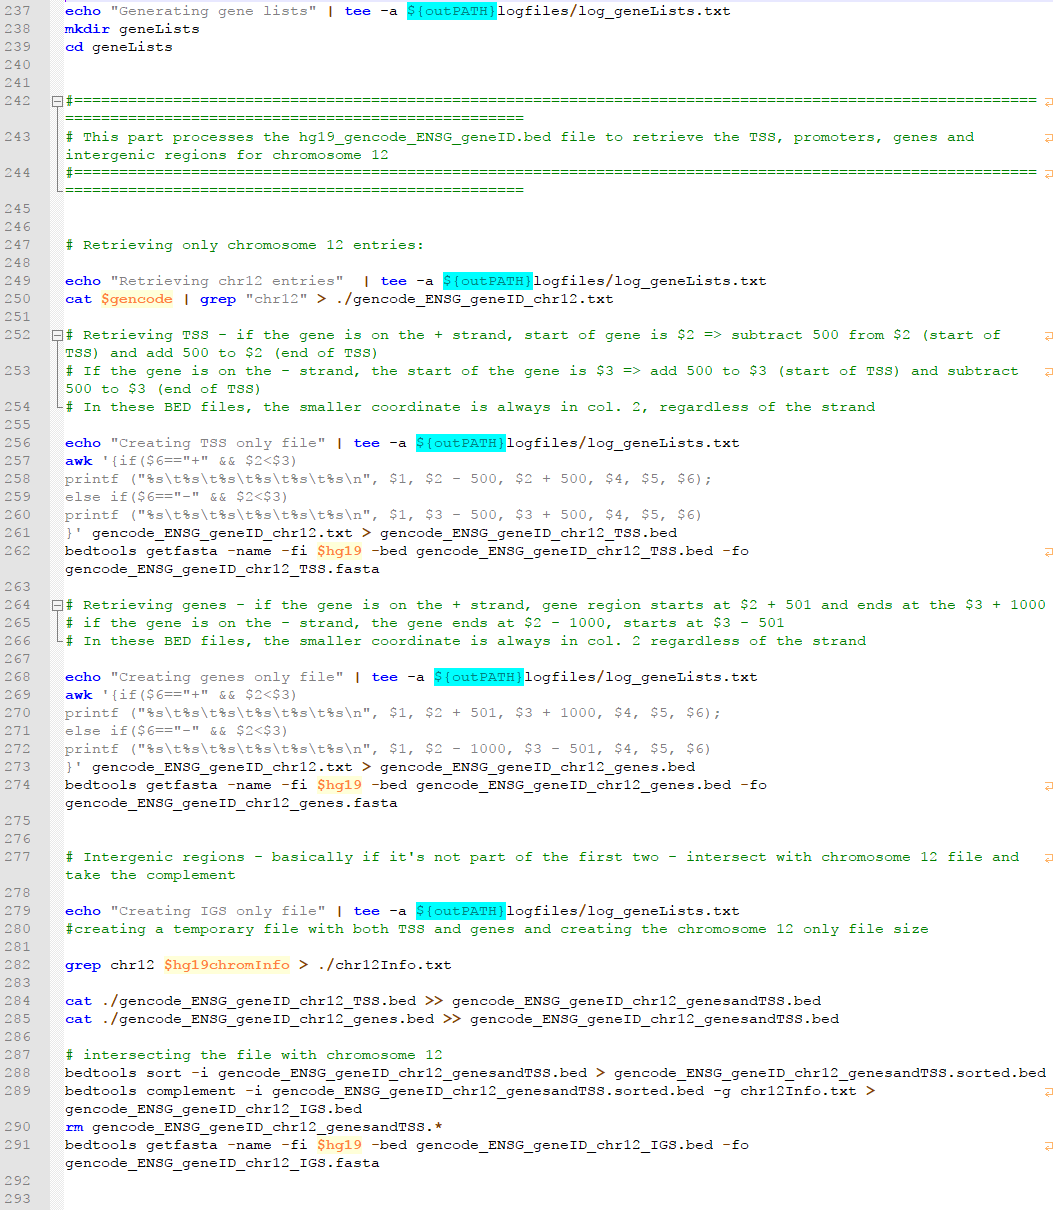 237 echo "Generating gene lists" | tee -a ${outPATH}logfiles/log_geneLists.txt
238 mkdir geneLists
239 cd geneLists
240
241
242 #===========================================================================================================
===================================================
243 # This part processes the hg19_gencode_ENSG_geneID.bed file to retrieve the TSS, promoters, genes and
intergenic regions for chromosome 12
244 #===========================================================================================================
===================================================
245
246
247 # Retrieving only chromosome 12 entries:
248
249 echo "Retrieving chr12 entries"  | tee -a ${outPATH}logfiles/log_geneLists.txt
250 cat $gencode | grep "chr12" > ./gencode_ENSG_geneID_chr12.txt
251
252 # Retrieving TSS - if the gene is on the + strand, start of gene is $2 => subtract 500 from $2 (start of
TSS) and add 500 to $2 (end of TSS)
253 # If the gene is on the - strand, the start of the gene is $3 => add 500 to $3 (start of TSS) and subtract
500 to $3 (end of TSS)
254 # In these BED files, the smaller coordinate is always in col. 2, regardless of the strand
255
256 echo "Creating TSS only file" | tee -a ${outPATH}logfiles/log_geneLists.txt
257 awk '{if($6=="+" && $2<$3)
258 printf ("%s\t%s\t%s\t%s\t%s\t%s\n", $1, $2 - 500, $2 + 500, $4, $5, $6);
259 else if($6=="-" && $2<$3)
260 printf ("%s\t%s\t%s\t%s\t%s\t%s\n", $1, $3 - 500, $3 + 500, $4, $5, $6)
261 }' gencode_ENSG_geneID_chr12.txt > gencode_ENSG_geneID_chr12_TSS.bed
262 bedtools getfasta -name -fi $hg19 -bed gencode_ENSG_geneID_chr12_TSS.bed -fo
gencode_ENSG_geneID_chr12_TSS.fasta
263
264 # Retrieving genes - if the gene is on the + strand, gene region starts at $2 + 501 and ends at the $3 + 1000
265 # if the gene is on the - strand, the gene ends at $2 - 1000, starts at $3 - 501
266 # In these BED files, the smaller coordinate is always in col. 2 regardless of the strand
267
268 echo "Creating genes only file" | tee -a ${outPATH}logfiles/log_geneLists.txt
269 awk '{if($6=="+" && $2<$3)
270 printf ("%s\t%s\t%s\t%s\t%s\t%s\n", $1, $2 + 501, $3 + 1000, $4, $5, $6);
271 else if($6=="-" && $2<$3)
272 printf ("%s\t%s\t%s\t%s\t%s\t%s\n", $1, $2 - 1000, $3 - 501, $4, $5, $6)
273 }' gencode_ENSG_geneID_chr12.txt > gencode_ENSG_geneID_chr12_genes.bed
274 bedtools getfasta -name -fi $hg19 -bed gencode_ENSG_geneID_chr12_genes.bed -fo
gencode_ENSG_geneID_chr12_genes.fasta
275
276
277 # Intergenic regions - basically if it's not part of the first two - intersect with chromosome 12 file and
take the complement
278
279 echo "Creating IGS only file" | tee -a ${outPATH}logfiles/log_geneLists.txt
280 #creating a temporary file with both TSS and genes and creating the chromosome 12 only file size
281
282 grep chr12 $hg19chromInfo > ./chr12Info.txt
283
284 cat ./gencode_ENSG_geneID_chr12_TSS.bed >> gencode_ENSG_geneID_chr12_genesandTSS.bed
285 cat ./gencode_ENSG_geneID_chr12_genes.bed >> gencode_ENSG_geneID_chr12_genesandTSS.bed
286
287 # intersecting the file with chromosome 12
288 bedtools sort -i gencode_ENSG_geneID_chr12_genesandTSS.bed > gencode_ENSG_geneID_chr12_genesandTSS.sorted.bed
289 bedtools complement -i gencode_ENSG_geneID_chr12_genesandTSS.sorted.bed -g chr12Info.txt >
gencode_ENSG_geneID_chr12_IGS.bed
290 rm gencode_ENSG_geneID_chr12_genesandTSS.*
291 bedtools getfasta -name -fi $hg19 -bed gencode_ENSG_geneID_chr12_IGS.bed -fo
gencode_ENSG_geneID_chr12_IGS.fasta
292
293